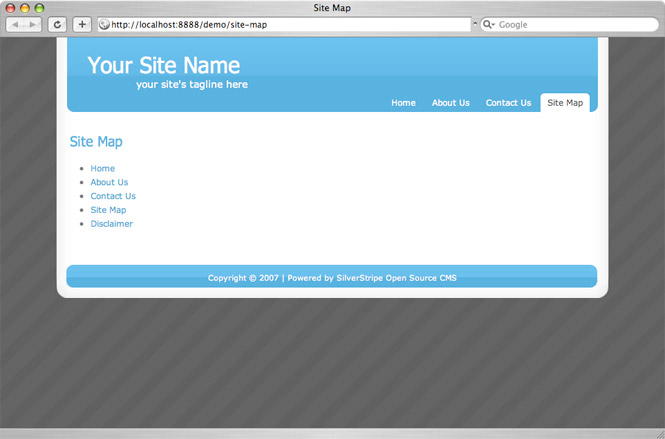 Site Map
http://localhost:8888/demo/site-map
Google
Your Site Name
your site's tagline here
Home About Us Contact Us Site Map
Site Map
Home
About Us
Contact Us
Site Map
Disclaimer
Copyright © 2007 | Powered by SilverStripe Open Source CMS